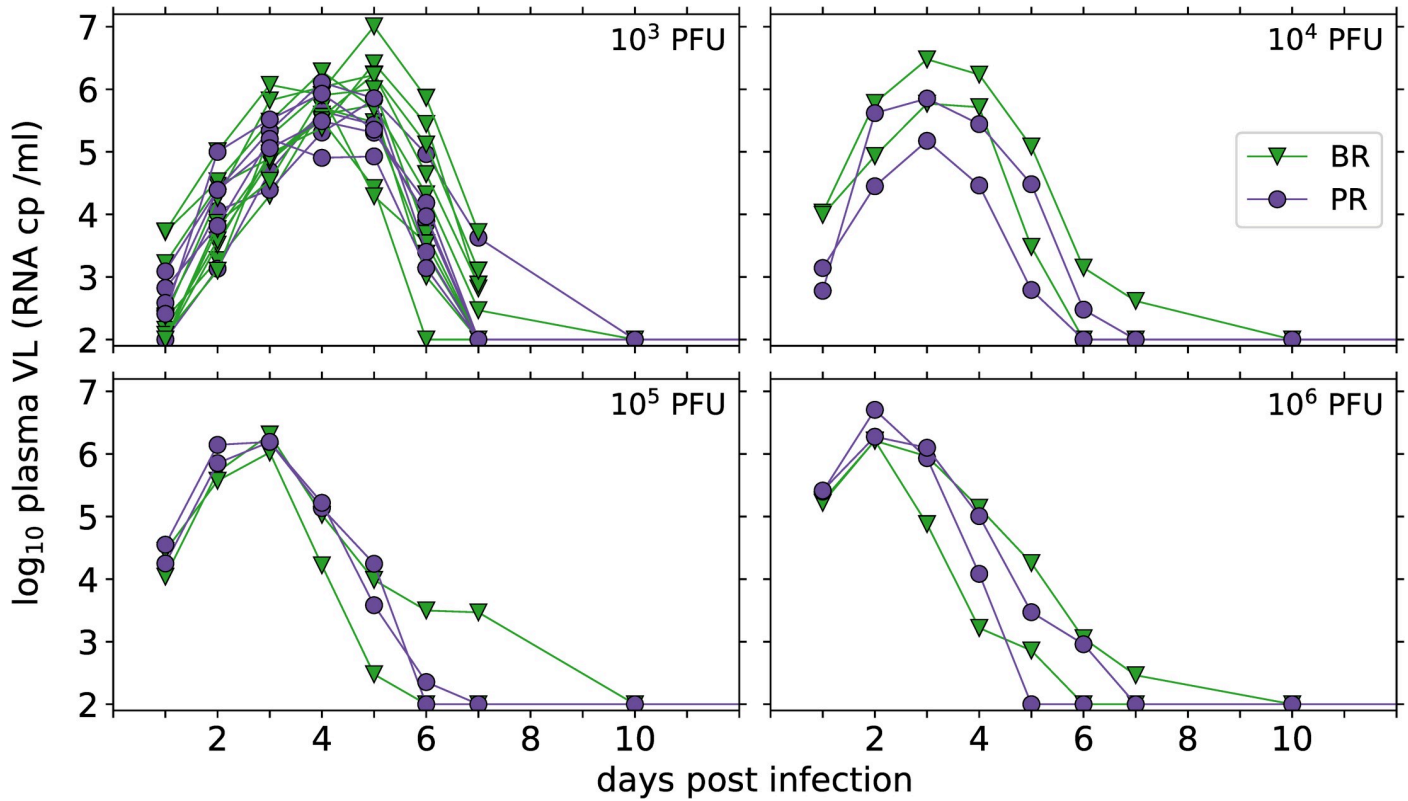 10³ PFU
10⁴ PFU
7
6
5
4
3
2
BR
PR
log₁₀ plasma VL (RNA cp /ml)
10⁵ PFU
10⁶ PFU
7
6
5
4
3
2
2 4 6 8 10
2 4 6 8 10
days post infection